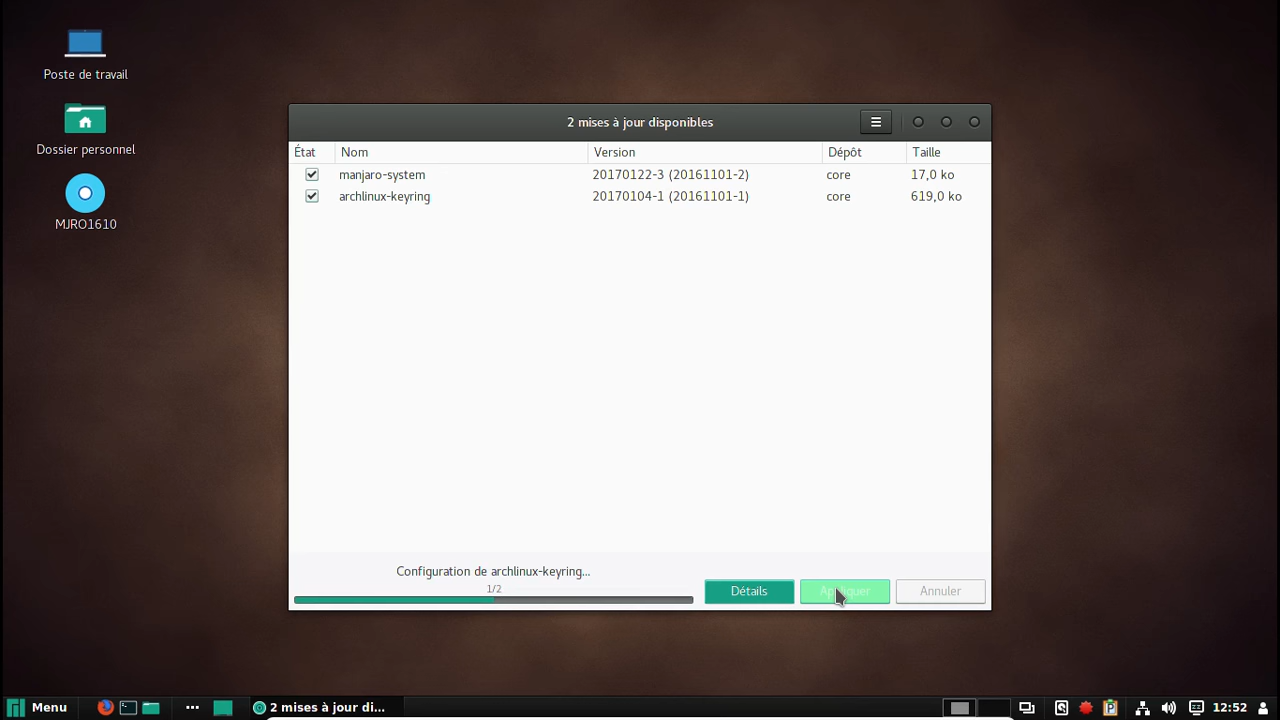 Poste de travail
Dossier personnel
MJRO1610
2 mises à jour disponibles
État Nom Version Dépôt Taille
manjaro-system 20170122-3 (20161101-2) core 17,0 ko
archlinux-keyring 20170104-1 (20161101-1) core 619,0 ko
Configuration de archlinux-keyring...
1/2
Détails Appliquer Annuler
Menu 2 mises à jour di... 12:52